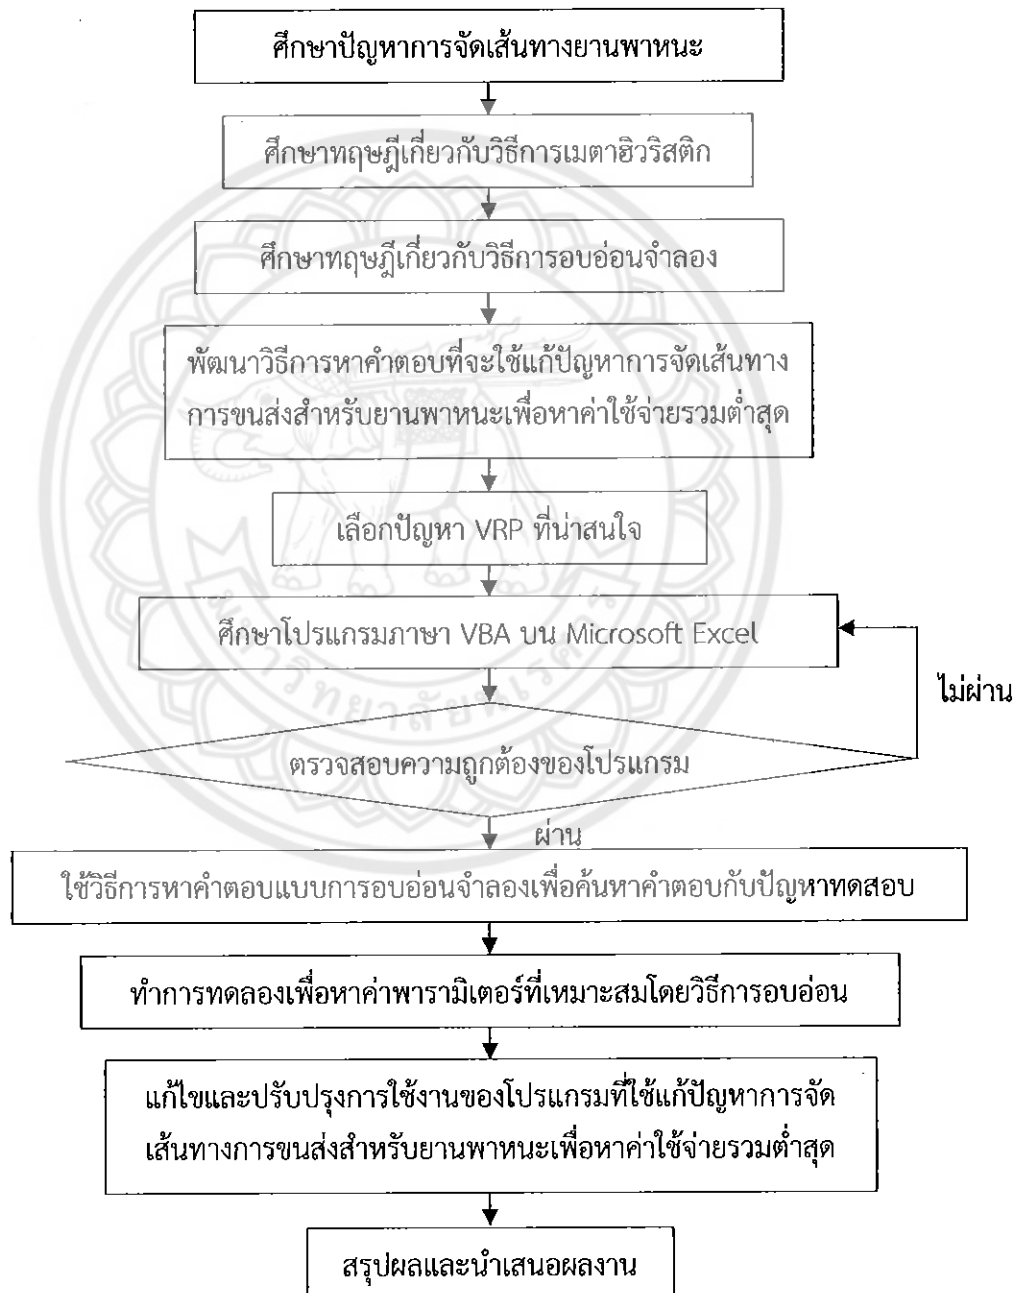 ศึกษาปัญหาการจัดเส้นทางยานพาหนะ
ศึกษาทฤษฎีเกี่ยวกับวิธีการเมตาฮิวริสติก
ศึกษาทฤษฎีเกี่ยวกับวิธีการอบอ่อนจำลอง
พัฒนาวิธีการหาคำตอบที่จะใช้แก้ปัญหาการจัดเส้นทาง
การขนส่งสำหรับยานพาหนะเพื่อหาค่าใช้จ่ายรวมต่ำสุด
เลือกปัญหา VRP ที่น่าสนใจ
ศึกษาโปรแกรมภาษา VBA บน Microsoft Excel
ไม่ผ่าน
ตรวจสอบความถูกต้องของโปรแกรม
ผ่าน
ใช้วิธีการหาคำตอบแบบการอบอ่อนจำลองเพื่อค้นหาคำตอบกับปัญหาทดสอบ
ทำการทดลองเพื่อหาค่าพารามิเตอร์ที่เหมาะสมโดยวิธีการอบอ่อน
แก้ไขและปรับปรุงการใช้งานของโปรแกรมที่ใช้แก้ปัญหาการจัด
เส้นทางการขนส่งสำหรับยานพาหนะเพื่อหาค่าใช้จ่ายรวมต่ำสุด
สรุปผลและนำเสนอผลงาน
มหาวิทยาลัยนเรศวร